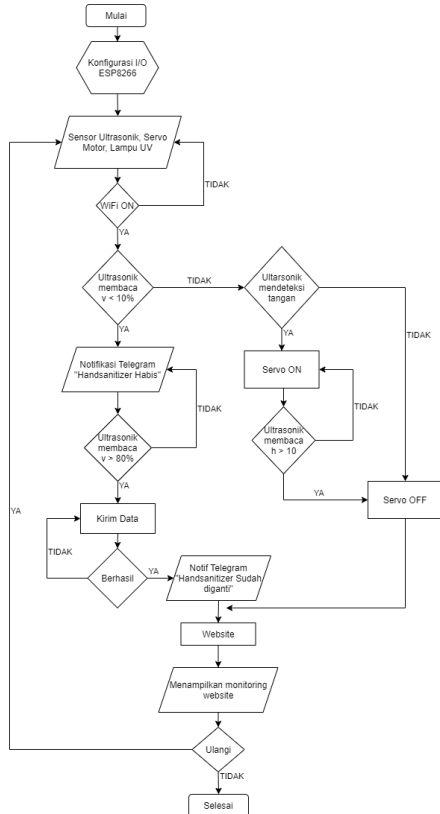 Mulai
Konfigurasi I/O
ESP8266
Sensor Ultrasonik, Servo
Motor, Lampu UV
TIDAK
WiFi ON
YA
Ultrasonik
membaca
v < 10%
TIDAK
Ultarsonik
mendeteksi
tangan
YA
YA
TIDAK
Notifikasi Telegram
"Handsanitizer Habis"
Servo ON
TIDAK
TIDAK
Ultrasonik
membaca
v > 80%
Ultrasonik
membaca
h > 10
YA
YA
YA
Kirim Data
Servo OFF
TIDAK
Berhasil
YA
Notif Telegram
"Handsanitizer Sudah
diganti"
Website
Menampilkan monitoring
website
Ulangi
TIDAK
Selesai